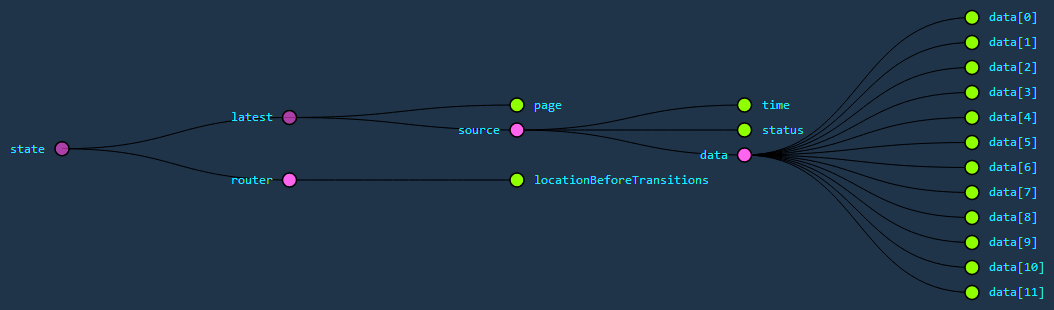 state
latest
router
page
source
locationBeforeTransitions
time
status
data
data[0]
data[1]
data[2]
data[3]
data[4]
data[5]
data[6]
data[7]
data[8]
data[9]
data[10]
data[11]